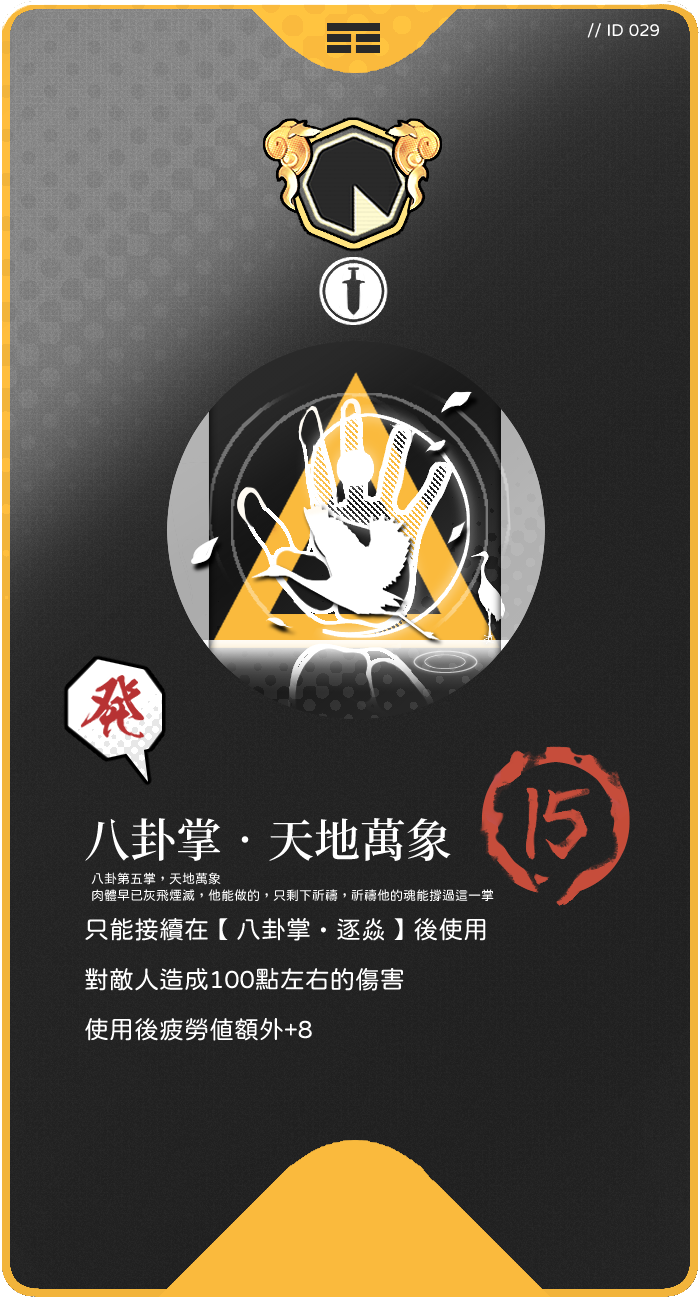 // ID 029
發
15
八卦掌・天地萬象
八卦第五掌，天地萬象
肉體早已灰飛煙滅，他能做的，只剩下祈禱，祈禱他的魂能撐過這一掌
只能接續在【 八卦掌・逐焱 】後使用
對敵人造成100點左右的傷害
使用後疲勞值額外+8